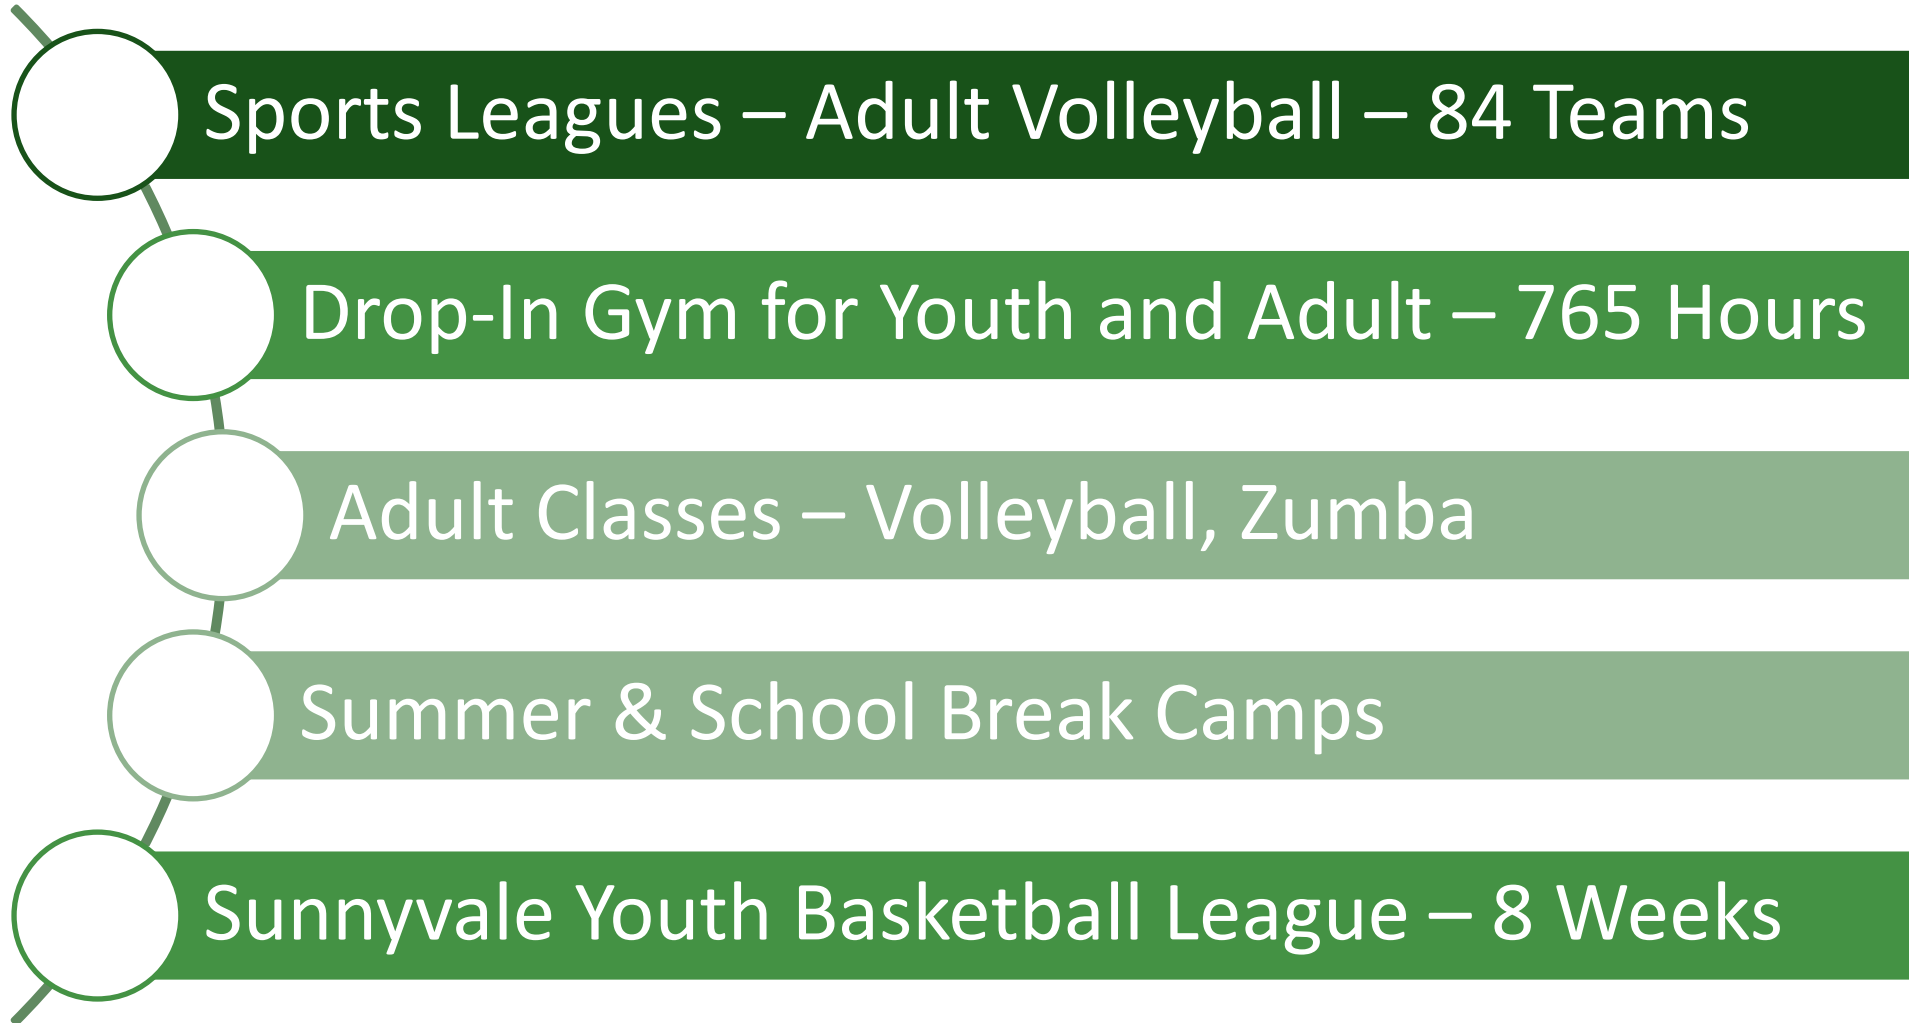 Sports Leagues – Adult Volleyball – 84 Teams
Drop-In Gym for Youth and Adult – 765 Hours
Adult Classes – Volleyball, Zumba
Summer & School Break Camps
Sunnyvale Youth Basketball League – 8 Weeks